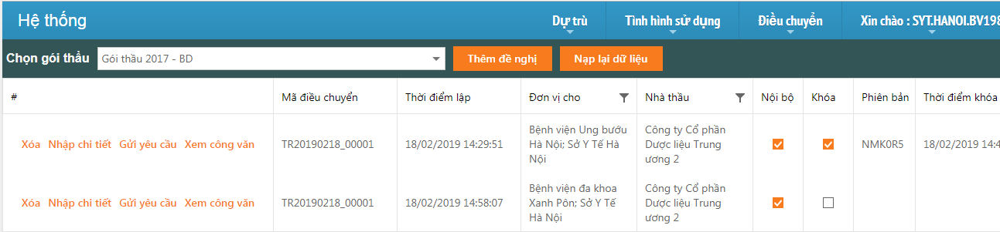 Hệ thống Dự trù Tình hình sử dụng Điều chuyển Xin chào : SYT.HANOI.BV198
Chọn gói thầu Gói thầu 2017 - BD Thêm đề nghị Nạp lại dữ liệu
# Mã điều chuyển Thời điểm lập Đơn vị cho Nhà thầu Nội bộ Khóa Phiên bản Thời điểm khóa
Xóa Nhập chi tiết Gửi yêu cầu Xem công văn TR20190218_00001 18/02/2019 14:29:51
Bệnh viện Ung bướu
Hà Nội; Sở Y Tế Hà
Nội
Công ty Cổ phần
Dược liệu Trung
ương 2
NMK0R5 18/02/2019 14:4
Xóa Nhập chi tiết Gửi yêu cầu Xem công văn TR20190218_00001 18/02/2019 14:58:07
Bệnh viện đa khoa
Xanh Pôn; Sở Y Tế
Hà Nội
Công ty Cổ phần
Dược liệu Trung
ương 2